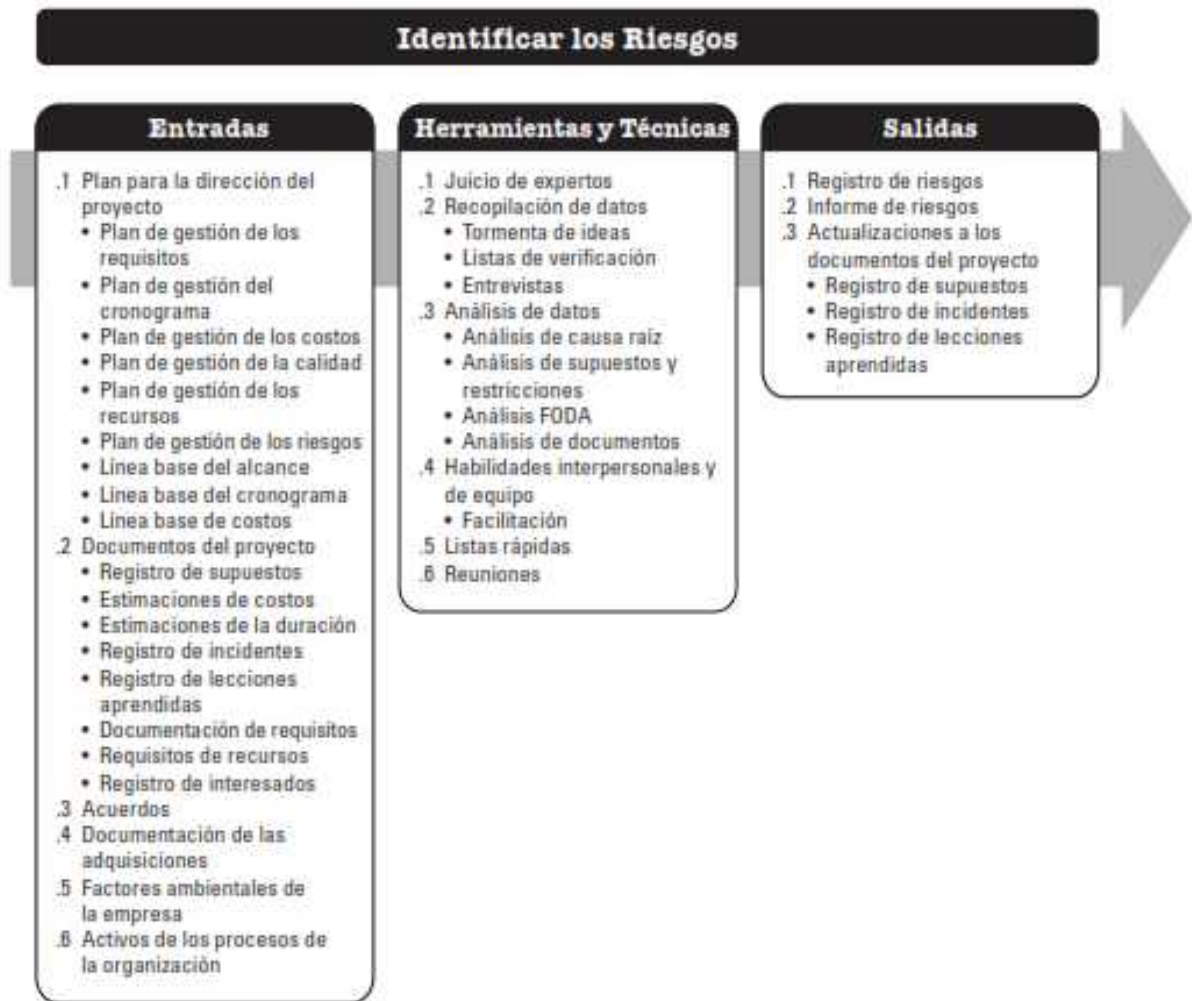 Identificar los Riesgos
Entradas
.1 Plan para la dirección del
proyecto
• Plan de gestión de los
requisitos
• Plan de gestión del
cronograma
• Plan de gestión de los costos
• Plan de gestión de la calidad
• Plan de gestión de los
recursos
• Plan de gestión de los riesgos
• Línea base del alcance
• Línea base del cronograma
• Línea base de costos
.2 Documentos del proyecto
• Registro de supuestos
• Estimaciones de costos
• Estimaciones de la duración
• Registro de incidentes
• Registro de lecciones
aprendidas
• Documentación de requisitos
• Requisitos de recursos
• Registro de interesados
.3 Acuerdos
.4 Documentación de las
adquisiciones
.5 Factores ambientales de
la empresa
.6 Activos de los procesos de
la organización
Herramientas y Técnicas
.1 Juicio de expertos
.2 Recopilación de datos
• Tormenta de ideas
• Listas de verificación
• Entrevistas
.3 Análisis de datos
• Análisis de causa raíz
• Análisis de supuestos y
restricciones
• Análisis FODA
• Análisis de documentos
.4 Habilidades interpersonales y
de equipo
• Facilitación
.5 Listas rápidas
.6 Reuniones
Salidas
.1 Registro de riesgos
.2 Informe de riesgos
.3 Actualizaciones a los
documentos del proyecto
• Registro de supuestos
• Registro de incidentes
• Registro de lecciones
aprendidas